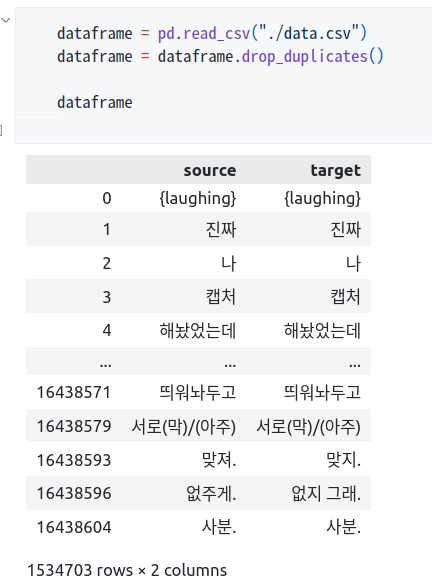 dataframe = pd.read_csv("./data.csv")
dataframe = dataframe.drop_duplicates()
dataframe
]
source target
0 {laughing} {laughing}
1 진짜 진짜
2 나 나
3 캡처 캡처
4 해놨었는데 해놨었는데
... ... ...
16438571 띄워놔두고 띄워놔두고
16438579 서로(막)/(아주) 서로(막)/(아주)
16438593 맞져. 맞지.
16438596 없주게. 없지 그래.
16438604 사분. 사분.
1534703 rows × 2 columns